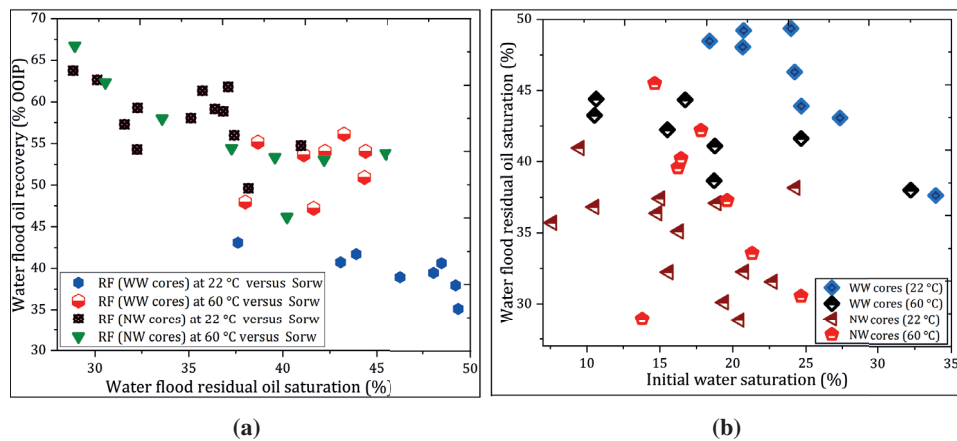 70
65
60
55
50
45
40
35
30
Water flood oil recovery (% OOIP)
RF (WW cores) at 22 °C versus Sorw
RF (WW cores) at 60 °C versus Sorw
RF (NW cores) at 22 °C versus Sorw
RF (NW cores) at 60 °C versus Sorw
30 35 40 45
Water flood residual oil saturation (%)
(a)
50
45
40
35
30
Water flood residual oil saturation (%)
WW cores (22 °C)
WW cores (60 °C)
NW cores (22 °C)
NW cores (60 °C)
10 15 20 25 30 35
Initial water saturation (%)
(b)